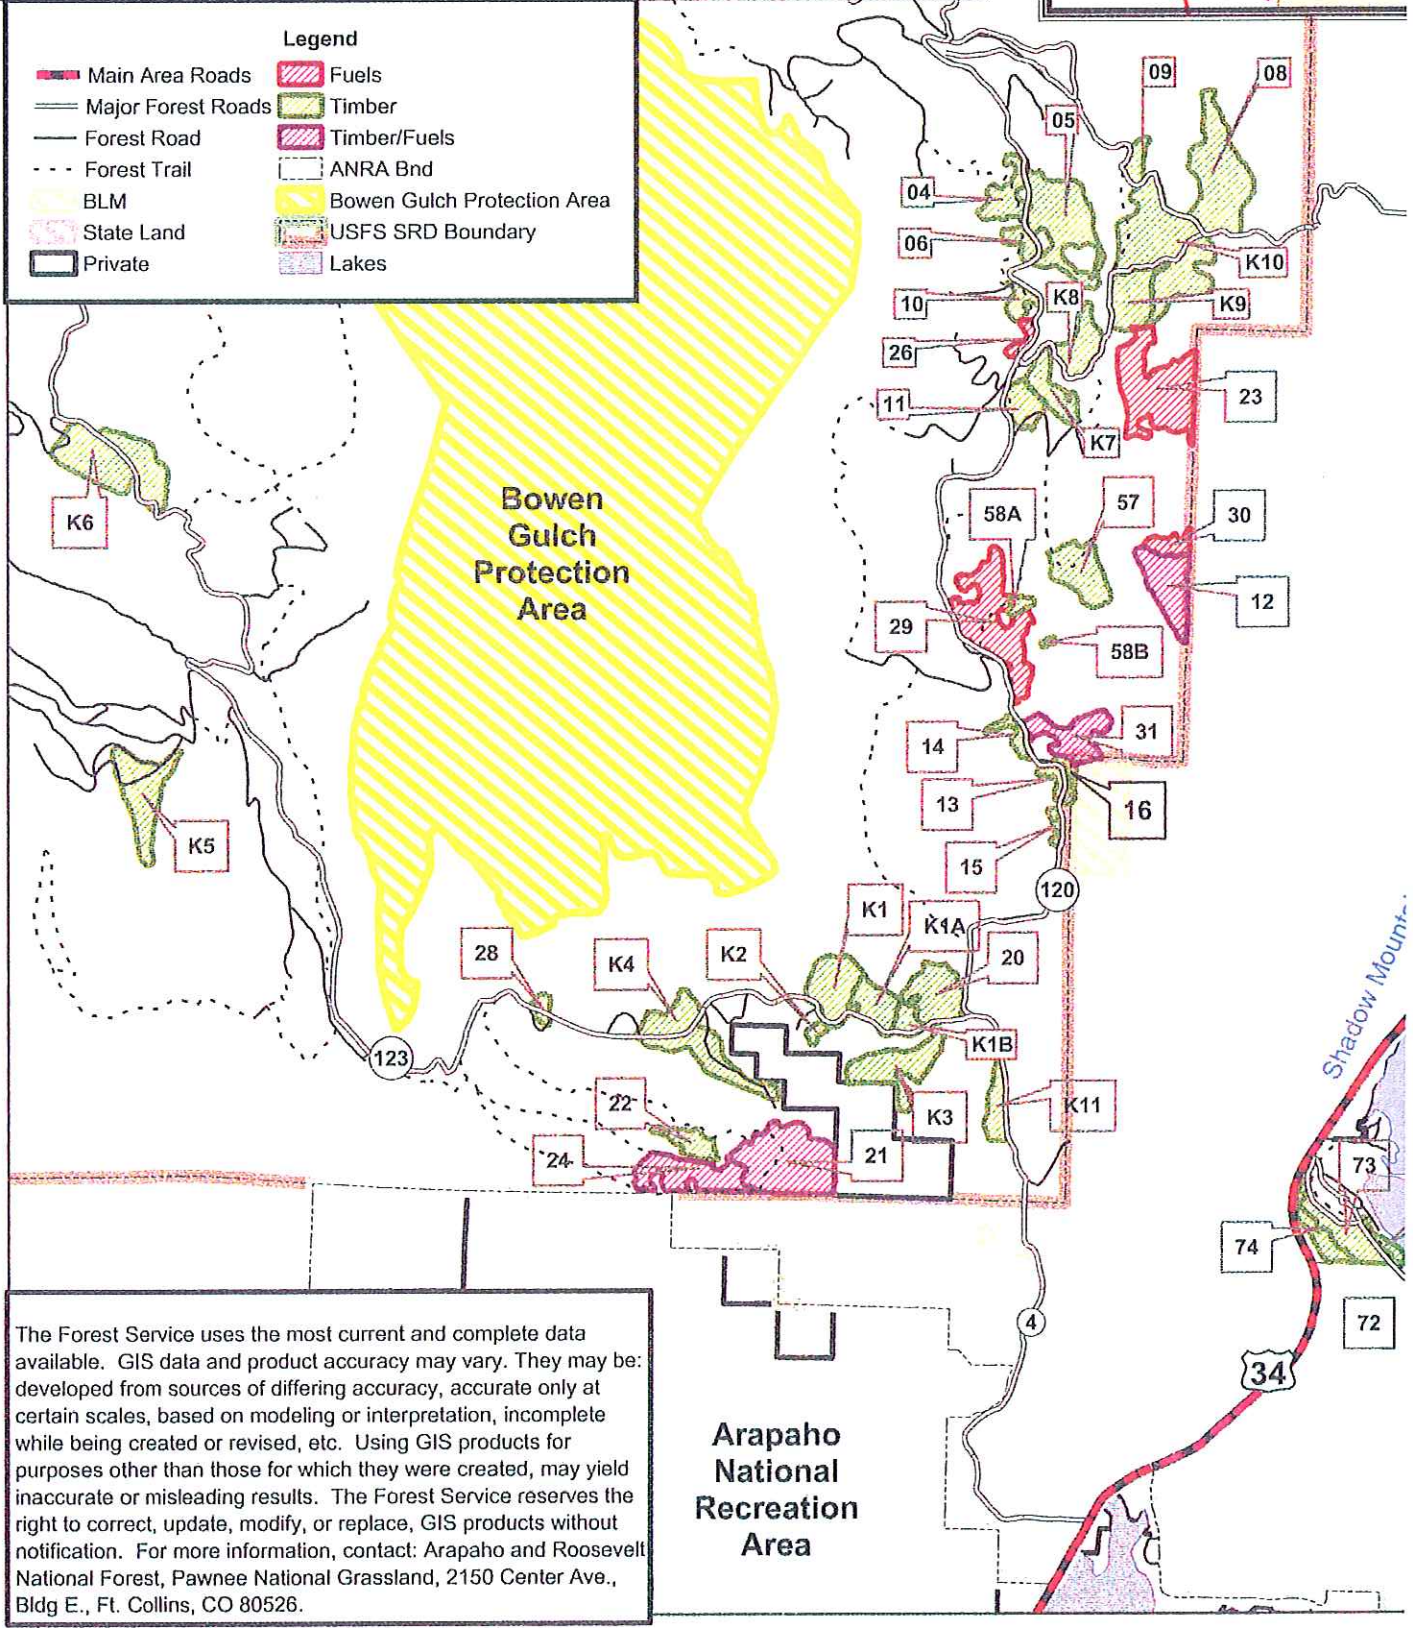 Legend
Main Area Roads
Major Forest Roads
Forest Road
Forest Trail
BLM
State Land
Private
Fuels
Timber
Timber/Fuels
ANRA Bnd
Bowen Gulch Protection Area
USFS SRD Boundary
Lakes
09
08
05
04
06
K10
10
K8
K9
26
23
11
K7
K6
Bowen
Gulch
Protection
Area
58A
57
30
12
29
58B
14
31
13
16
K5
15
120
K1
K1A
28
K4
K2
20
123
K1B
22
K3
K11
24
21
Shadow Mountai
73
74
72
4
34
The Forest Service uses the most current and complete data
available. GIS data and product accuracy may vary. They may be:
developed from sources of differing accuracy, accurate only at
certain scales, based on modeling or interpretation, incomplete
while being created or revised, etc. Using GIS products for
purposes other than those for which they were created, may yield
inaccurate or misleading results. The Forest Service reserves the
right to correct, update, modify, or replace, GIS products without
notification. For more information, contact: Arapaho and Roosevelt
National Forest, Pawnee National Grassland, 2150 Center Ave.,
Bldg E., Ft. Collins, CO 80526.
Arapaho
National
Recreation
Area